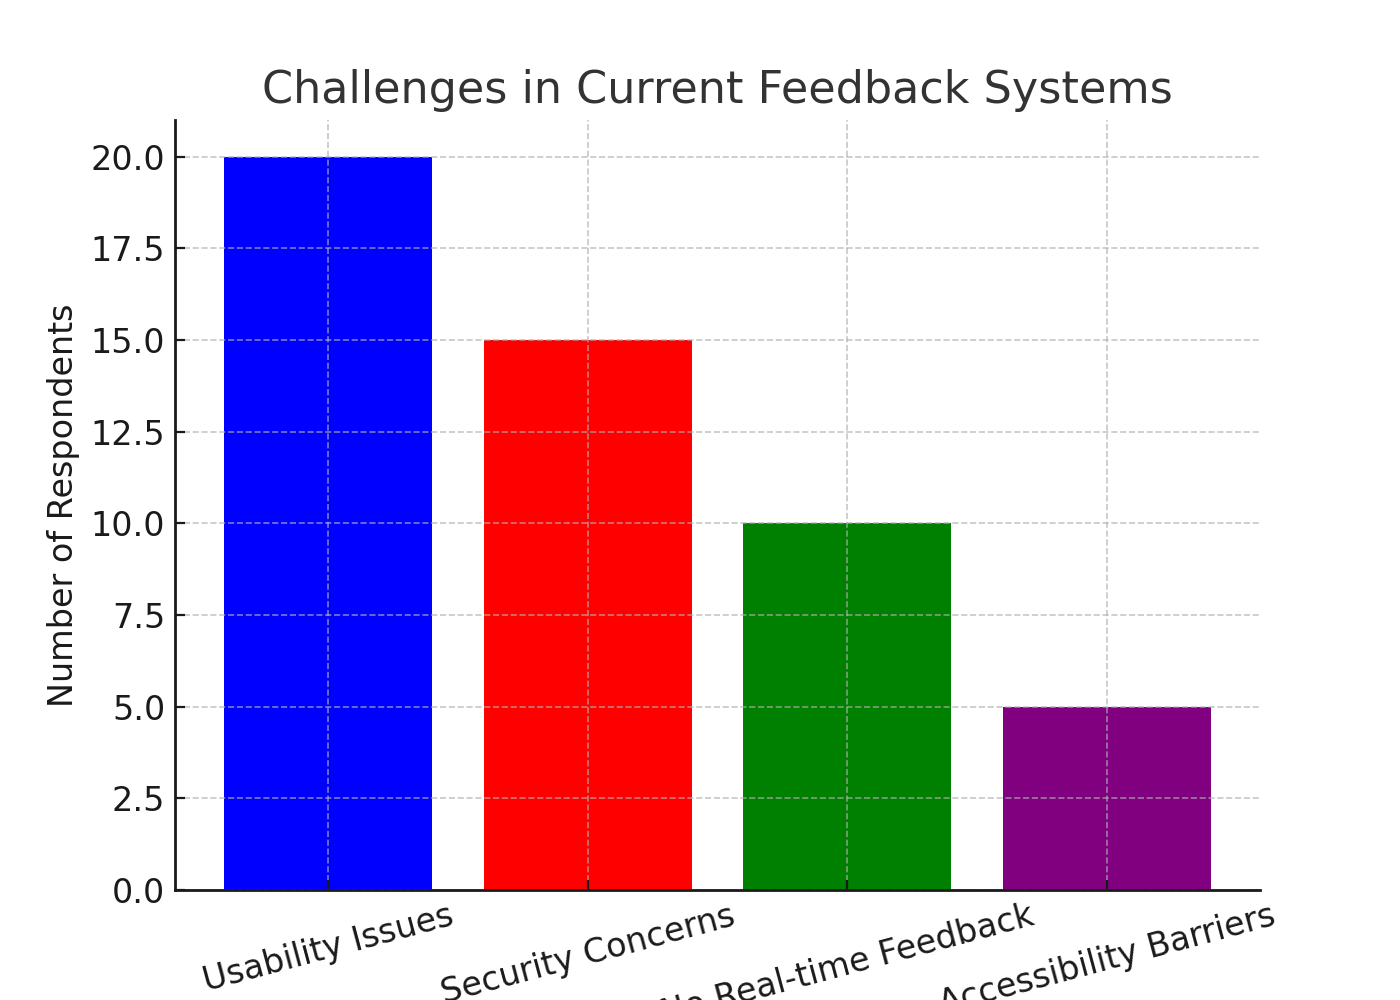 Challenges in Current Feedback Systems
Number of Respondents
20.0
17.5
15.0
12.5
10.0
7.5
5.0
2.5
0.0
Usability Issues
Security Concerns
No Real-time Feedback
Accessibility Barriers